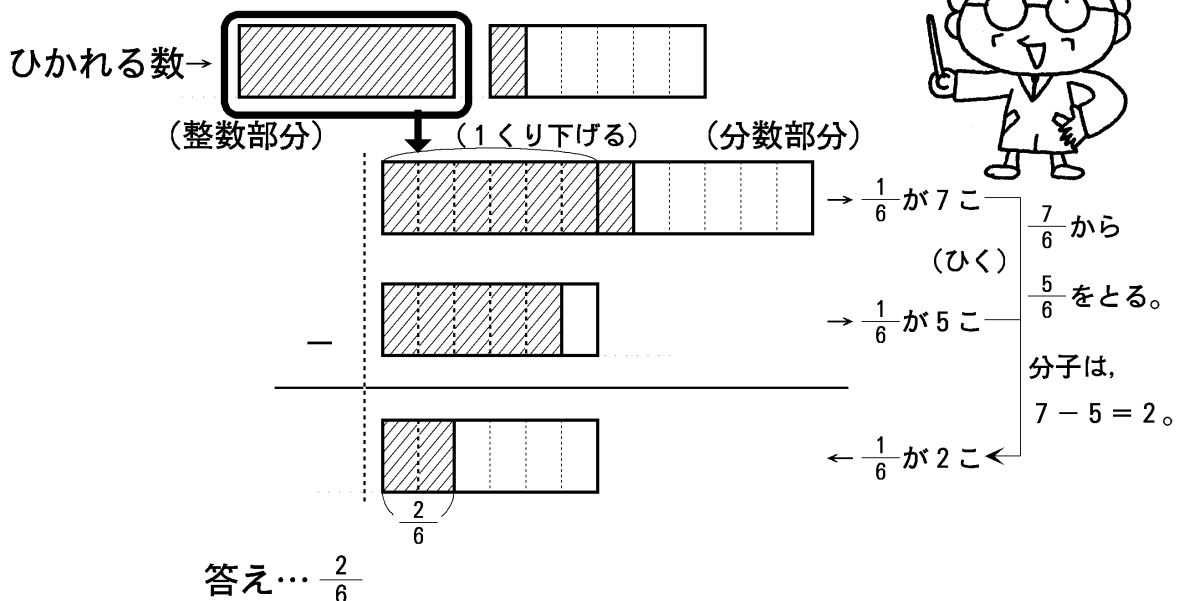 ひかれる数→
(整数部分) (1くり下げる) (分数部分)
→ 1/6 が7こ
7/6 から
(ひく)
5/6 をとる。
→ 1/6 が5こ
−
分子は,
7－5＝2。
← 1/6 が2こ
2/6
答え… 2/6